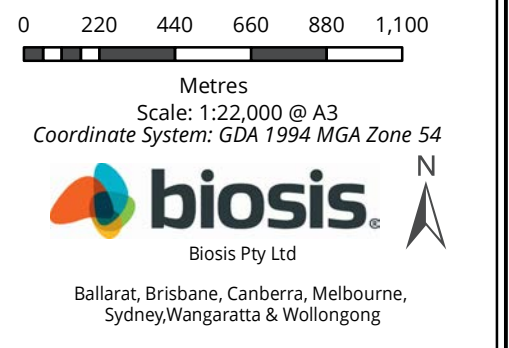 0 220 440 660 880 1,100
Metres
Scale: 1:22,000 @ A3
Coordinate System: GDA 1994 MGA Zone 54
N
biosis®
Biosis Pty Ltd
Ballarat, Brisbane, Canberra, Melbourne,
Sydney,Wangaratta & Wollongong